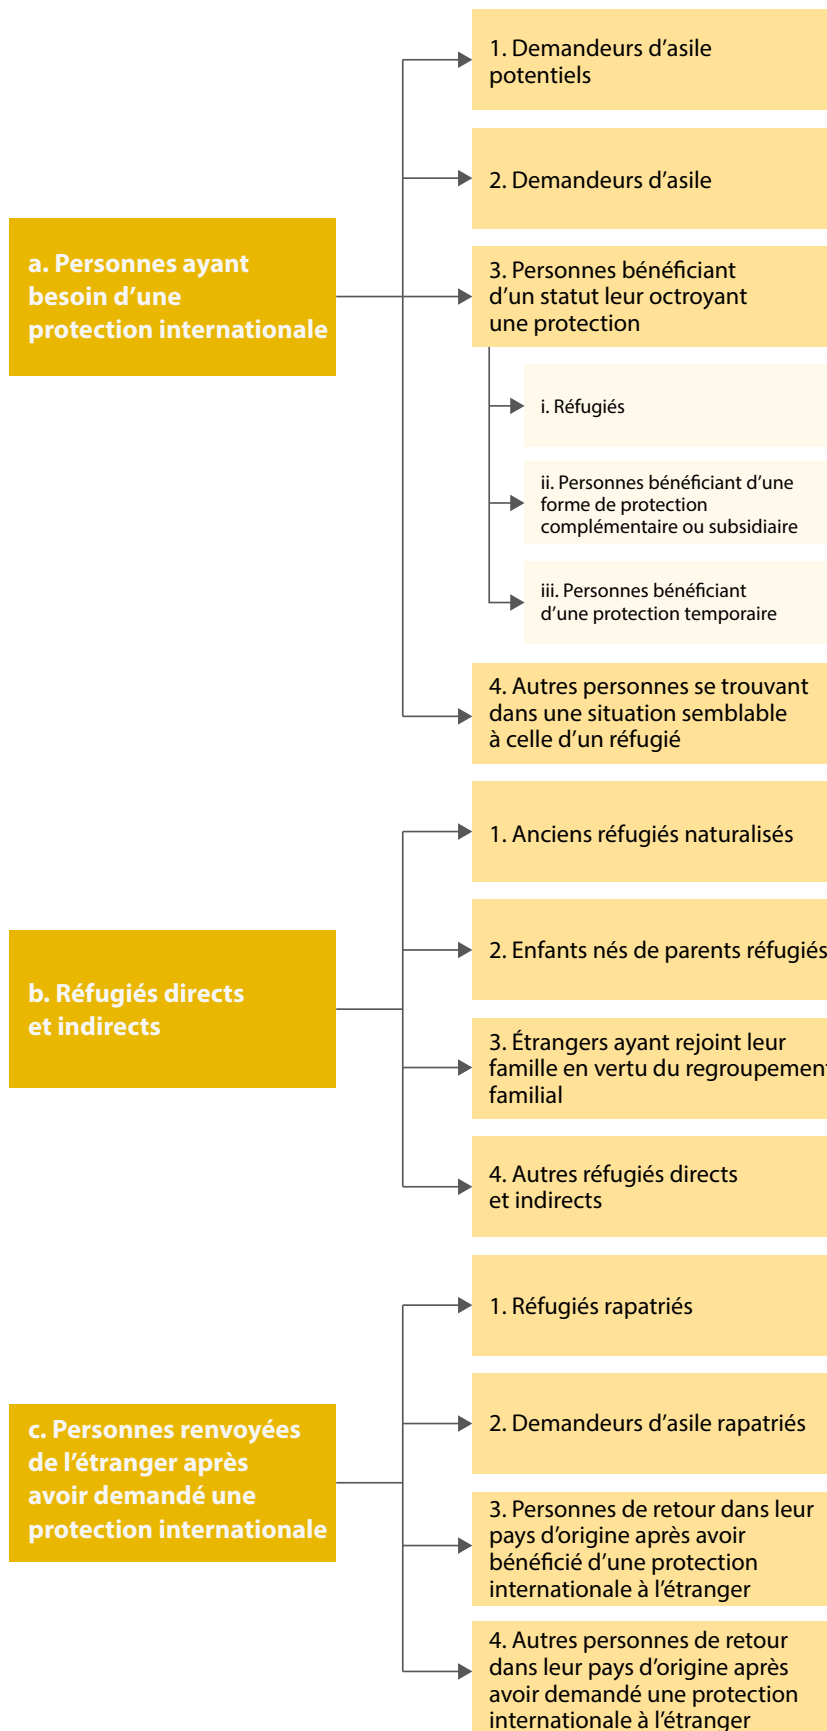 a. Personnes ayant
besoin d’une
protection internationale
1. Demandeurs d’asile
potentiels
2. Demandeurs d’asile
3. Personnes bénéficiant
d’un statut leur octroyant
une protection
i. Réfugiés
ii. Personnes bénéficiant d’une
forme de protection
complémentaire ou subsidiaire
iii. Personnes bénéficiant
d’une protection temporaire
4. Autres personnes se trouvant
dans une situation semblable
à celle d’un réfugié
b. Réfugiés directs
et indirects
1. Anciens réfugiés naturalisés
2. Enfants nés de parents réfugiés
3. Étrangers ayant rejoint leur
famille en vertu du regroupement
familial
4. Autres réfugiés directs
et indirects
c. Personnes renvoyées
de l’étranger après
avoir demandé une
protection internationale
1. Réfugiés rapatriés
2. Demandeurs d’asile rapatriés
3. Personnes de retour dans leur
pays d’origine après avoir
bénéficié d’une protection
internationale à l’étranger
4. Autres personnes de retour
dans leur pays d’origine après
avoir demandé une protection
internationale à l’étranger